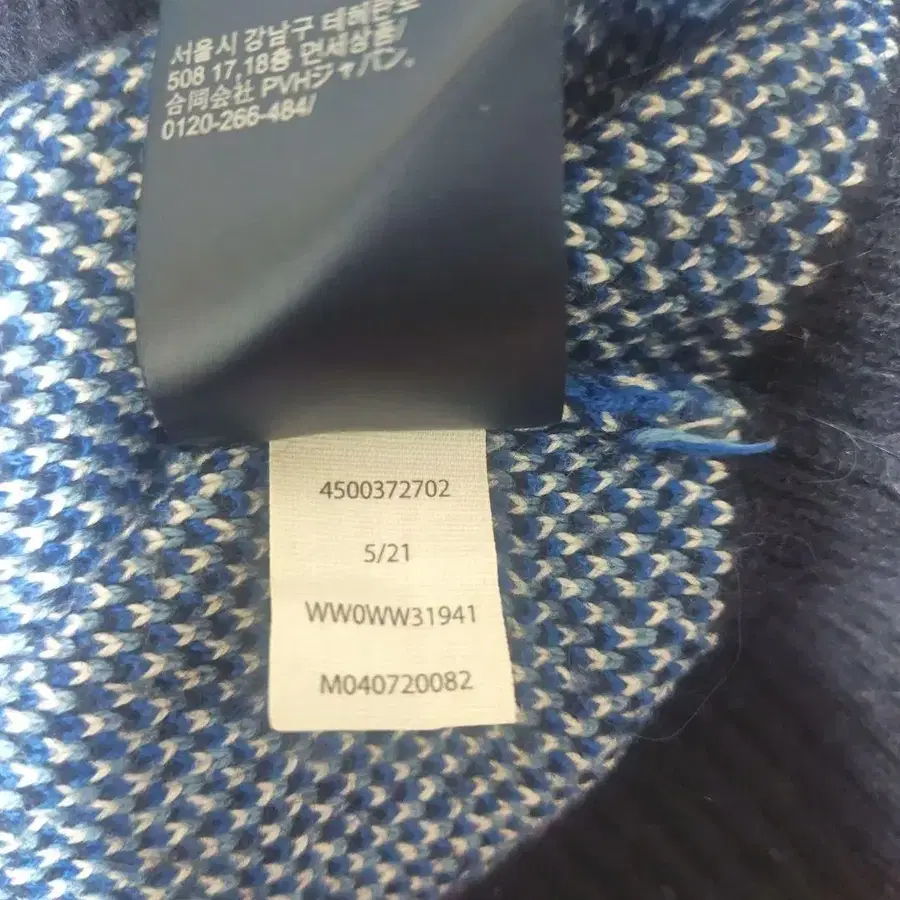 서울시 강남구 테헤란로
508 17,18층 면세상품/
合同会社 PVHジャパン。
0120-266-484/
4500372702
5/21
WW0WW31941
M040720082